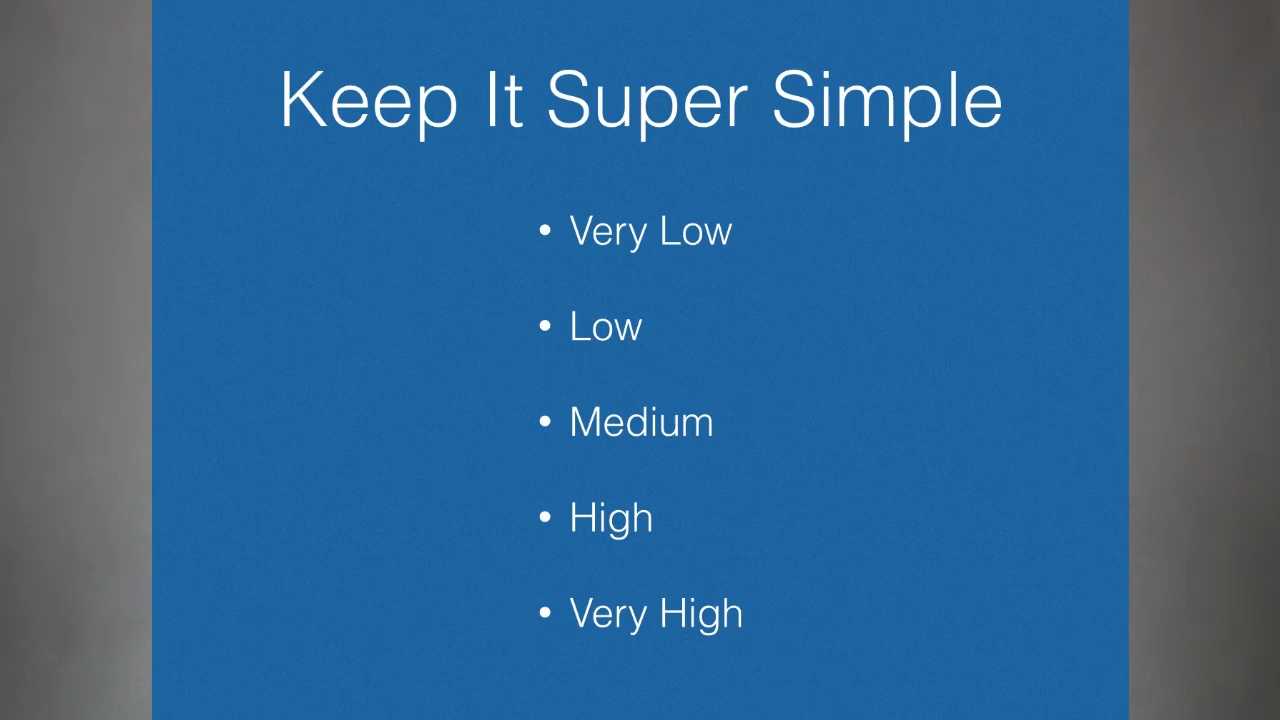 Keep It Super Simple
• Very Low
• Low
• Medium
• High
• Very High